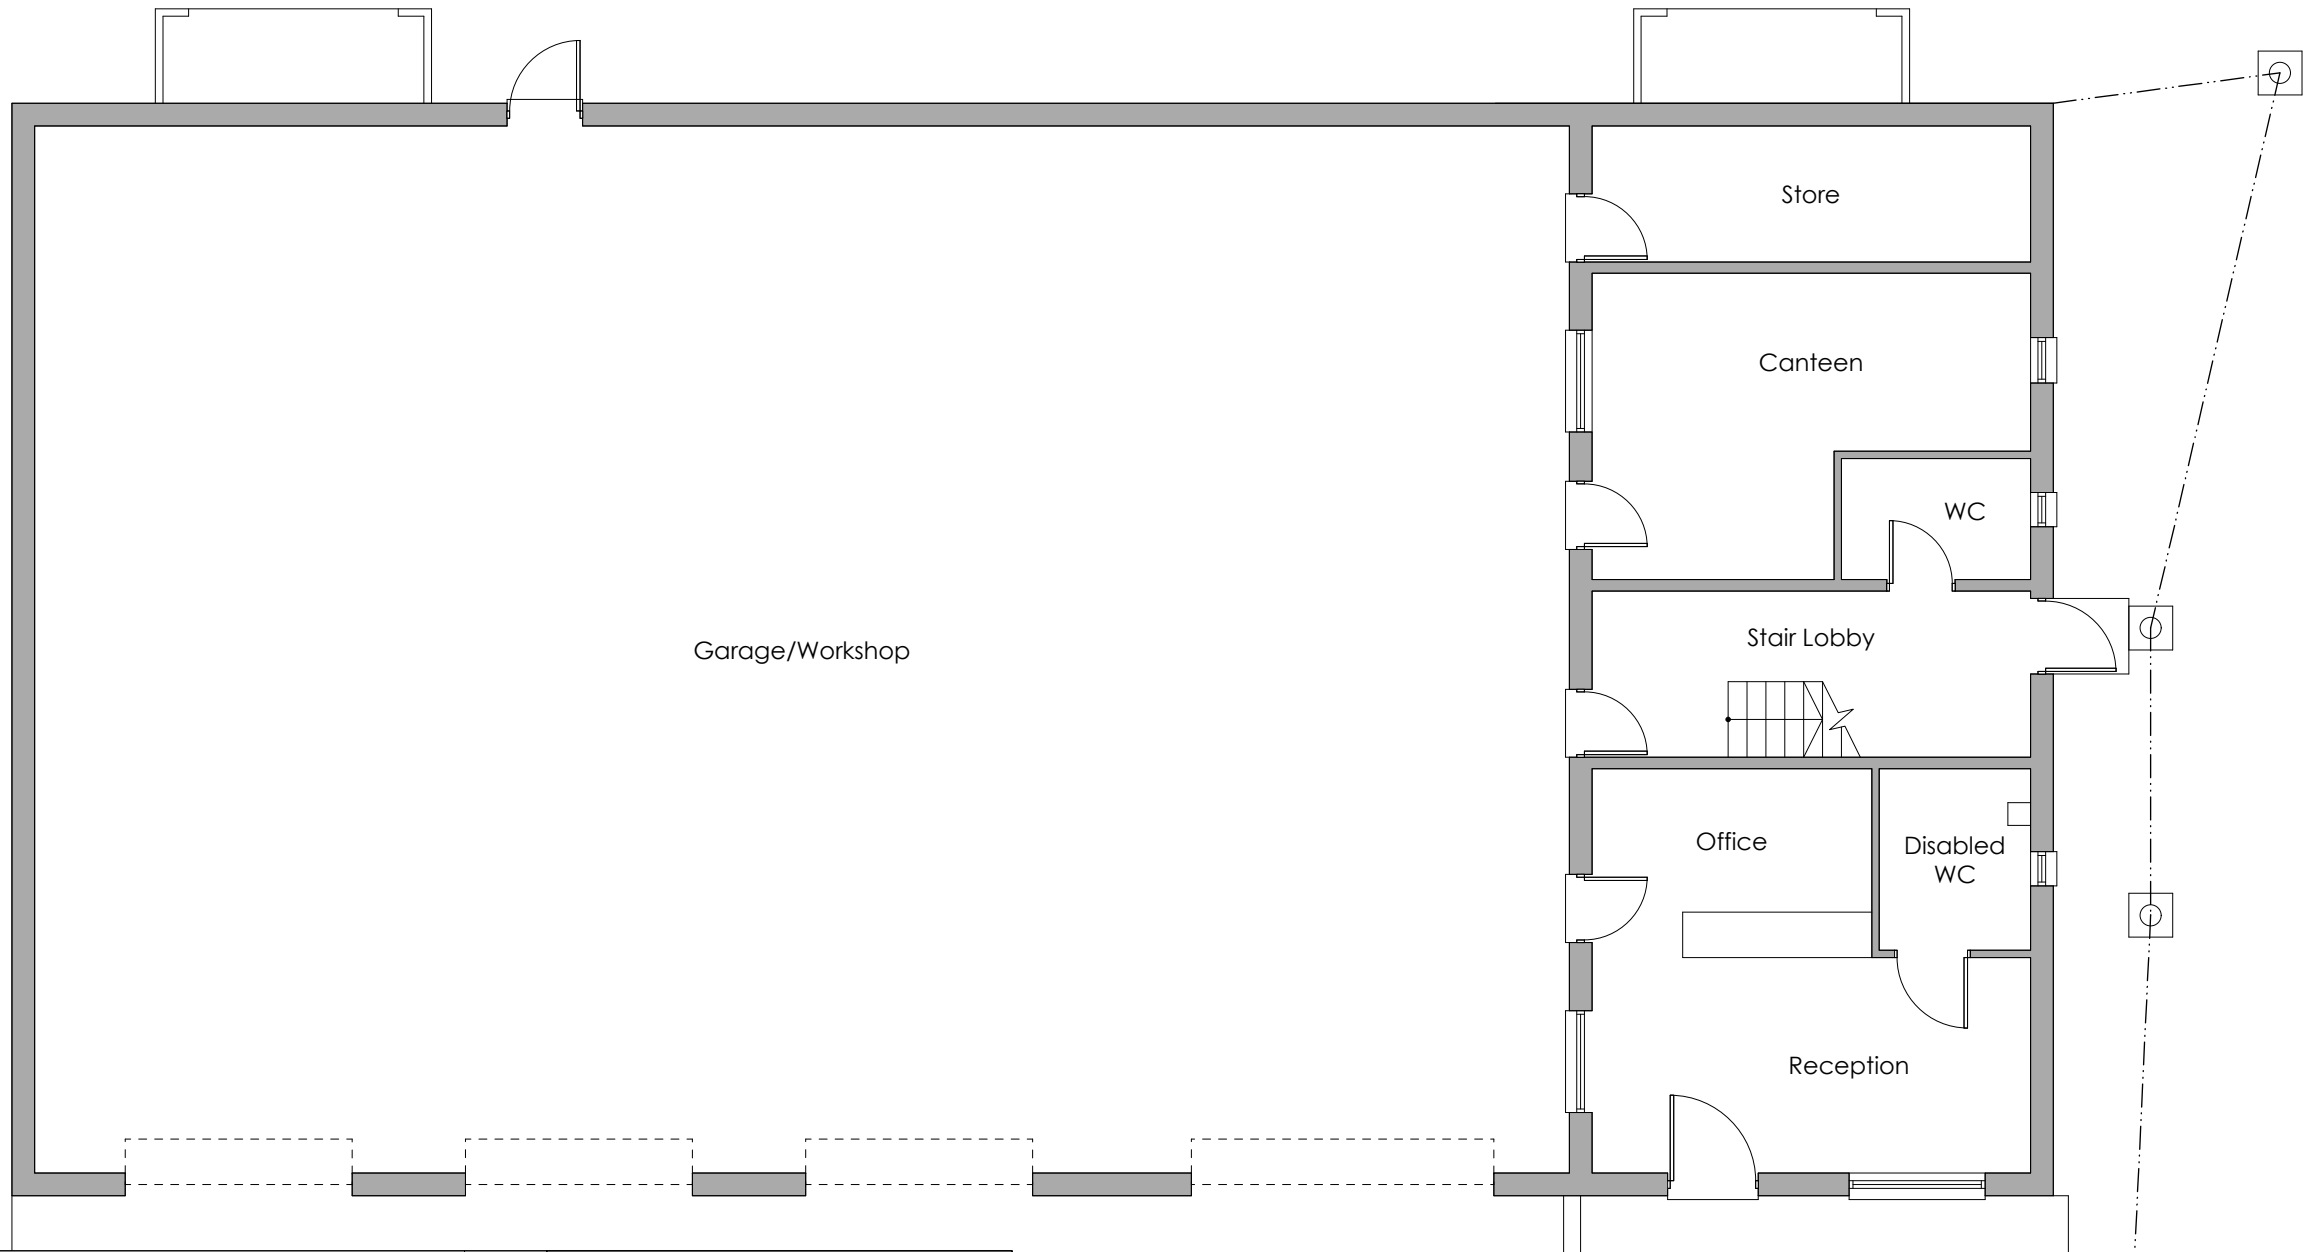 Store
Canteen
WC
Stair Lobby
Garage/Workshop
Office
Disabled
WC
Reception